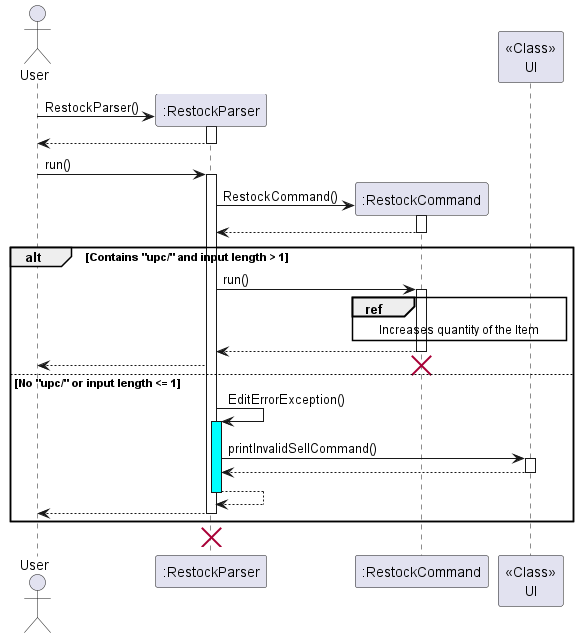 User
«Class»
UI
RestockParser()
:RestockParser
run()
RestockCommand()
:RestockCommand
alt
[Contains "upc/" and input length > 1]
run()
ref
Increases quantity of the Item
[No "upc/" or input length <= 1]
EditErrorException()
printInvalidSellCommand()
User
:RestockParser
:RestockCommand
«Class»
UI